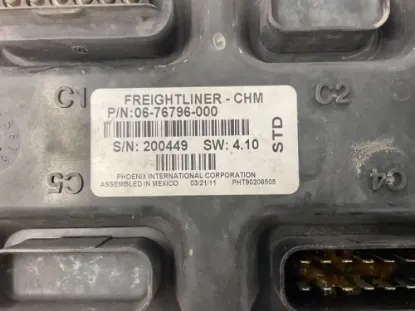 FREIGHTLINER - CHM
C1
C2
P/N:06-76796-000
S/N: 200449 SW: 4.10
STD
PHOENIX INTERNATIONAL CORPORATION
ASSEMBLED IN MEXICO 03/21/11 PHT90206505
C5
C4